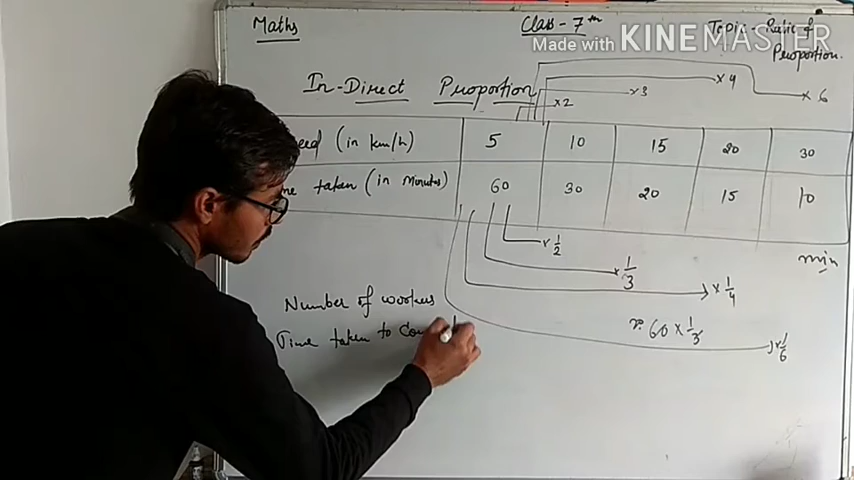 Maths
Class - 7th
Topic - Ratio &
Proportion.
Made with KINEMASTER
In-Direct Proportion
×2
×3
×4
×6
(in km/h) 5 10 15 20 30
taken (in Minutes) 60 30 20 15 10
min
× 1/2
× 1/3
× 1/4
60 × 1/3
× 1/6
Number of workers
Time taken to